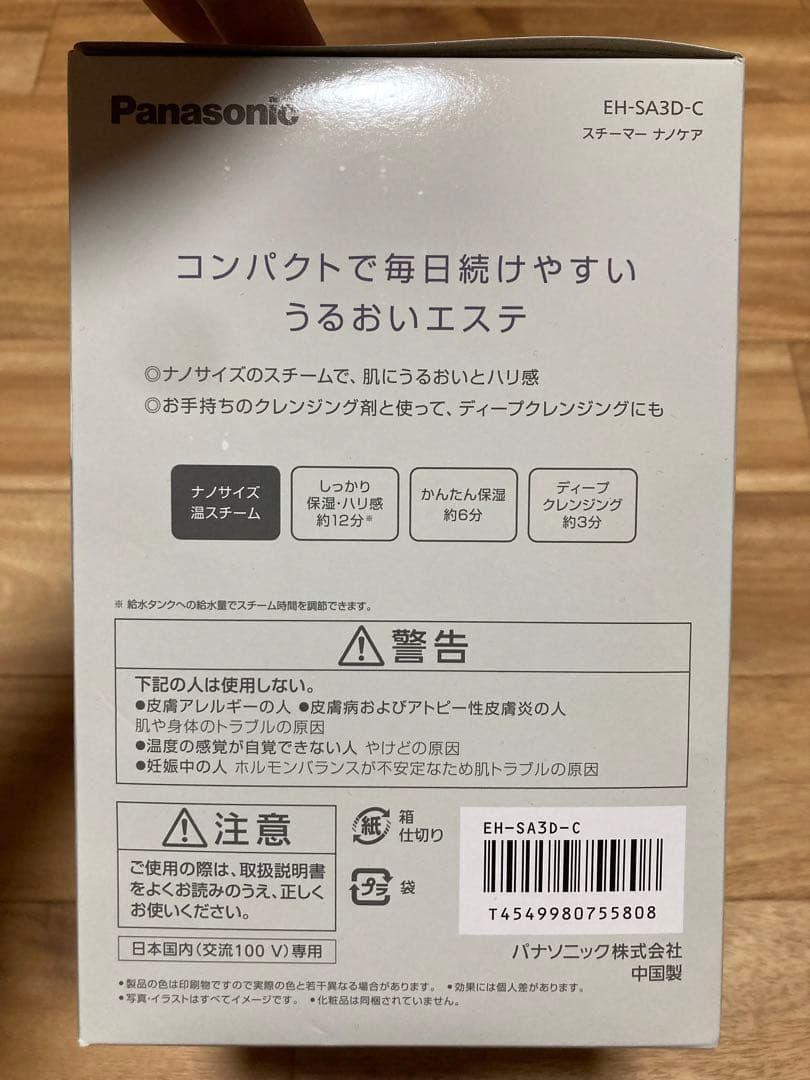 Panasonic
EH-SA3D-C
スチーマー ナノケア
コンパクトで毎日続けやすい
うるおいエステ
◎ナノサイズのスチームで、肌にうるおいとハリ感
◎お手持ちのクレンジング剤と使って、ディープクレンジングにも
ナノサイズ
温スチーム
しっかり
保湿・ハリ感
約12分※
かんたん保湿
約6分
ディープ
クレンジング
約3分
※ 給水タンクへの給水量でスチーム時間を調節できます。
警告
下記の人は使用しない。
●皮膚アレルギーの人 ●皮膚病およびアトピー性皮膚炎の人
肌や身体のトラブルの原因
●温度の感覚が自覚できない人 やけどの原因
●妊娠中の人 ホルモンバランスが不安定なため肌トラブルの原因
注意
ご使用の際は、取扱説明書
をよくお読みのうえ、正しく
お使いください。
日本国内(交流100 V)専用
紙
箱
仕切り
プラ
袋
EH-SA3D-C
T4549980755808
パナソニック株式会社
中国製
●製品の色は印刷物ですので実際の色と若干異なる場合があります。 ●効果には個人差があります。
●写真・イラストはすべてイメージです。 ●化粧品は同梱されていません。